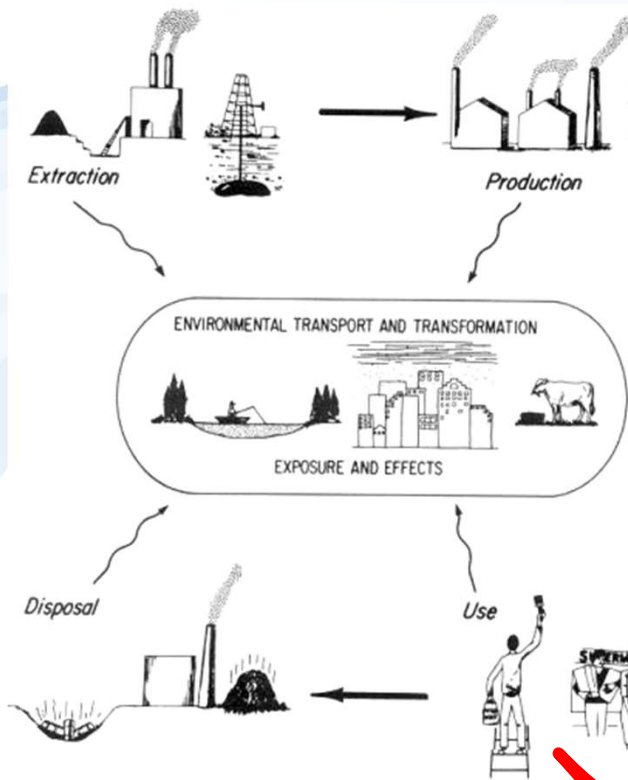 Extraction
Production
ENVIRONMENTAL TRANSPORT AND TRANSFORMATION
EXPOSURE AND EFFECTS
Disposal
Use